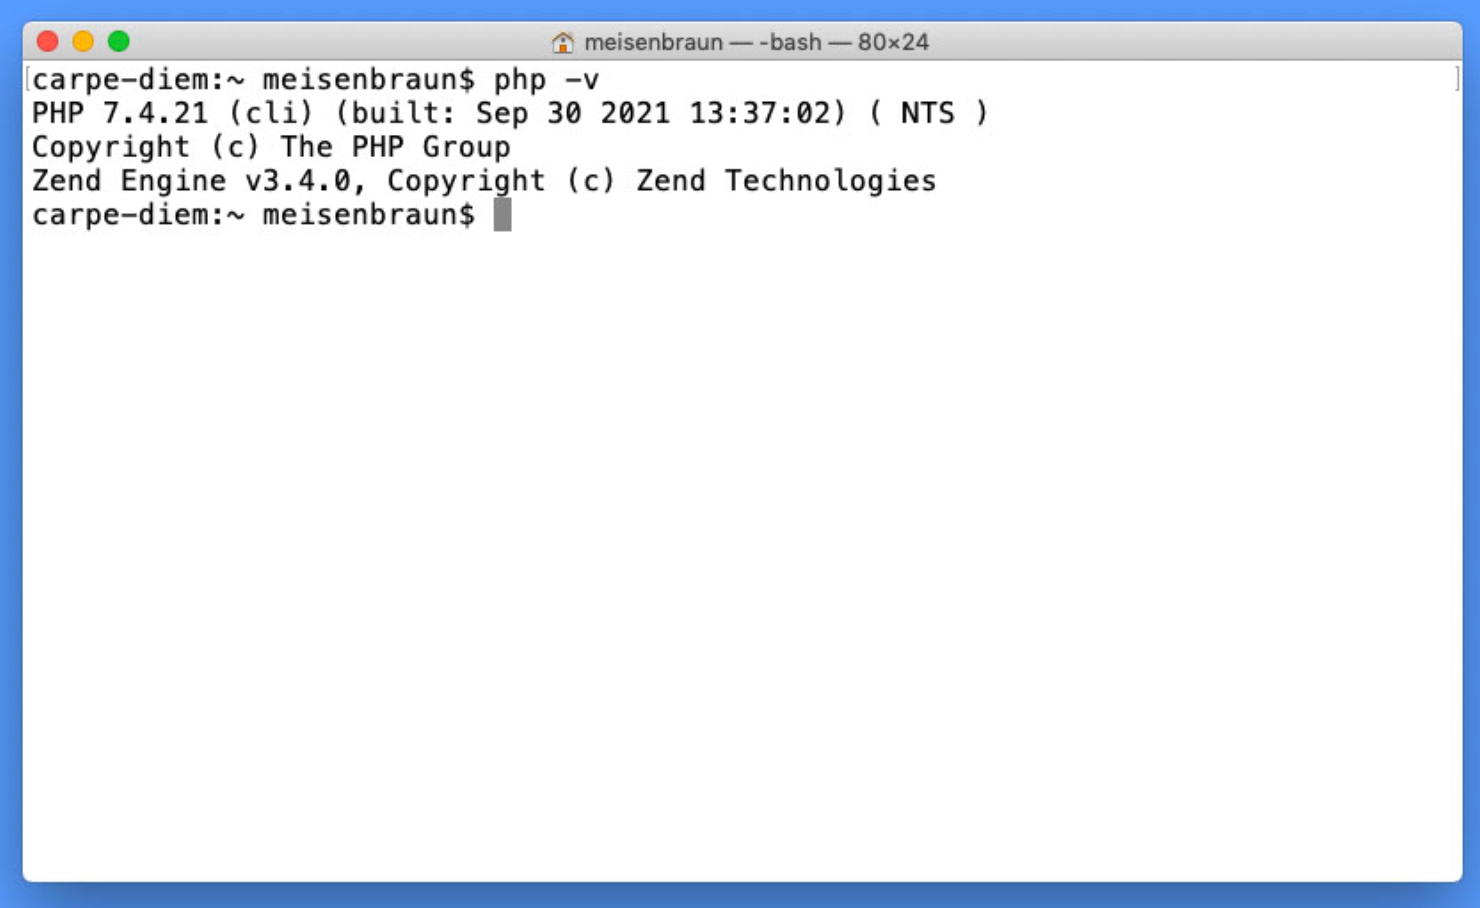 meisenbraun — -bash — 80×24
[carpe-diem:~ meisenbraun$ php -v ]
PHP 7.4.21 (cli) (built: Sep 30 2021 13:37:02) ( NTS )
Copyright (c) The PHP Group
Zend Engine v3.4.0, Copyright (c) Zend Technologies
carpe-diem:~ meisenbraun$